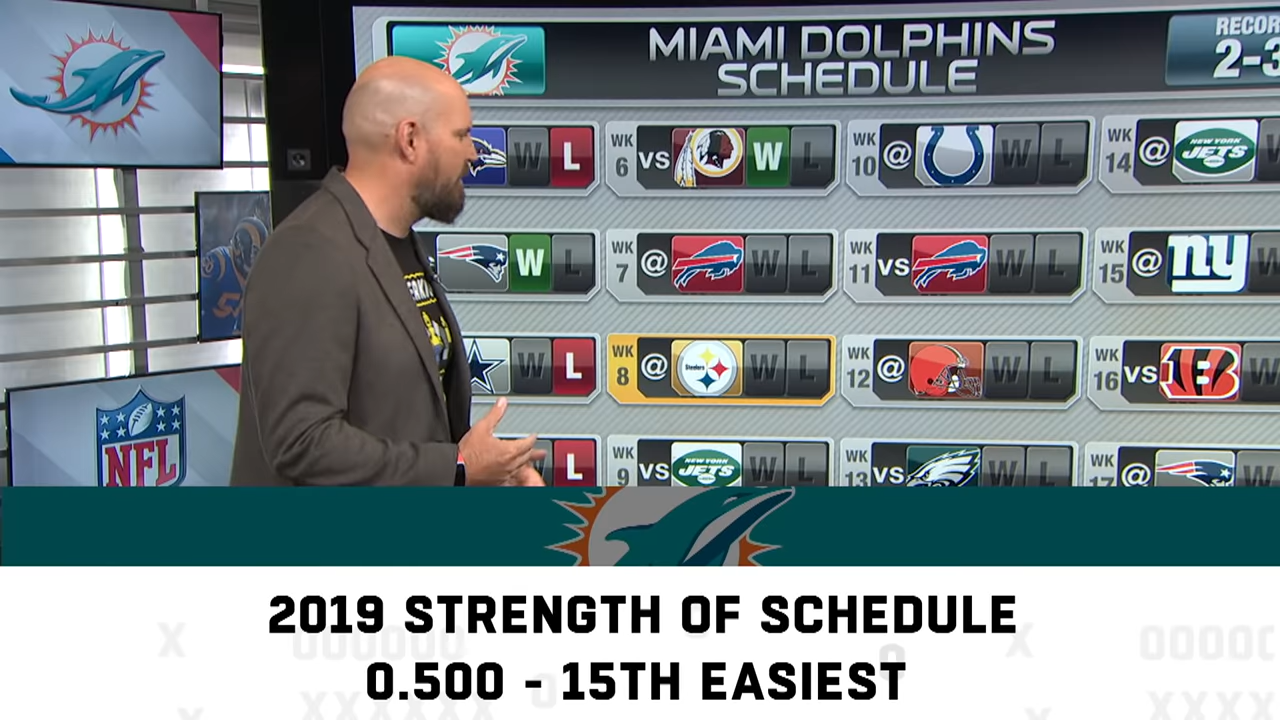 MIAMI DOLPHINS
SCHEDULE
RECOR
2-3
W L
WK 6 VS W L
WK 10 @ W L
WK 14 @ NEW YORK JETS
W L
WK 7 @ W L
WK 11 VS W L
WK 15 @ ny W
W L
WK 8 @ Steelers W L
WK 12 @ W L
WK 16 VS B W
L
WK 9 VS NEW YORK JETS W L
WK 13 VS W L
WK 17 @ W
NFL
2019 STRENGTH OF SCHEDULE
0.500 - 15TH EASIEST